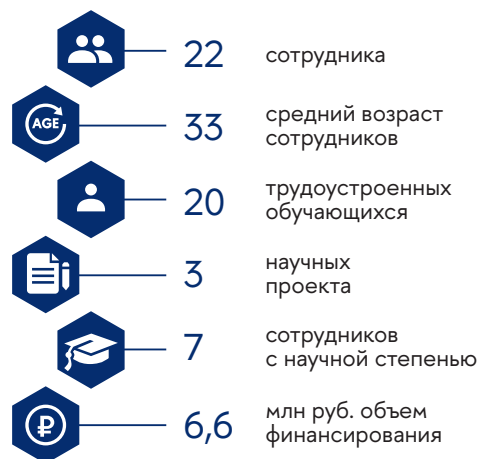 22 сотрудника
AGE
33 средний возраст
сотрудников
20 трудоустроенных
обучающихся
3 научных
проекта
7 сотрудников
с научной степенью
₽
6,6 млн руб. объем
финансирования